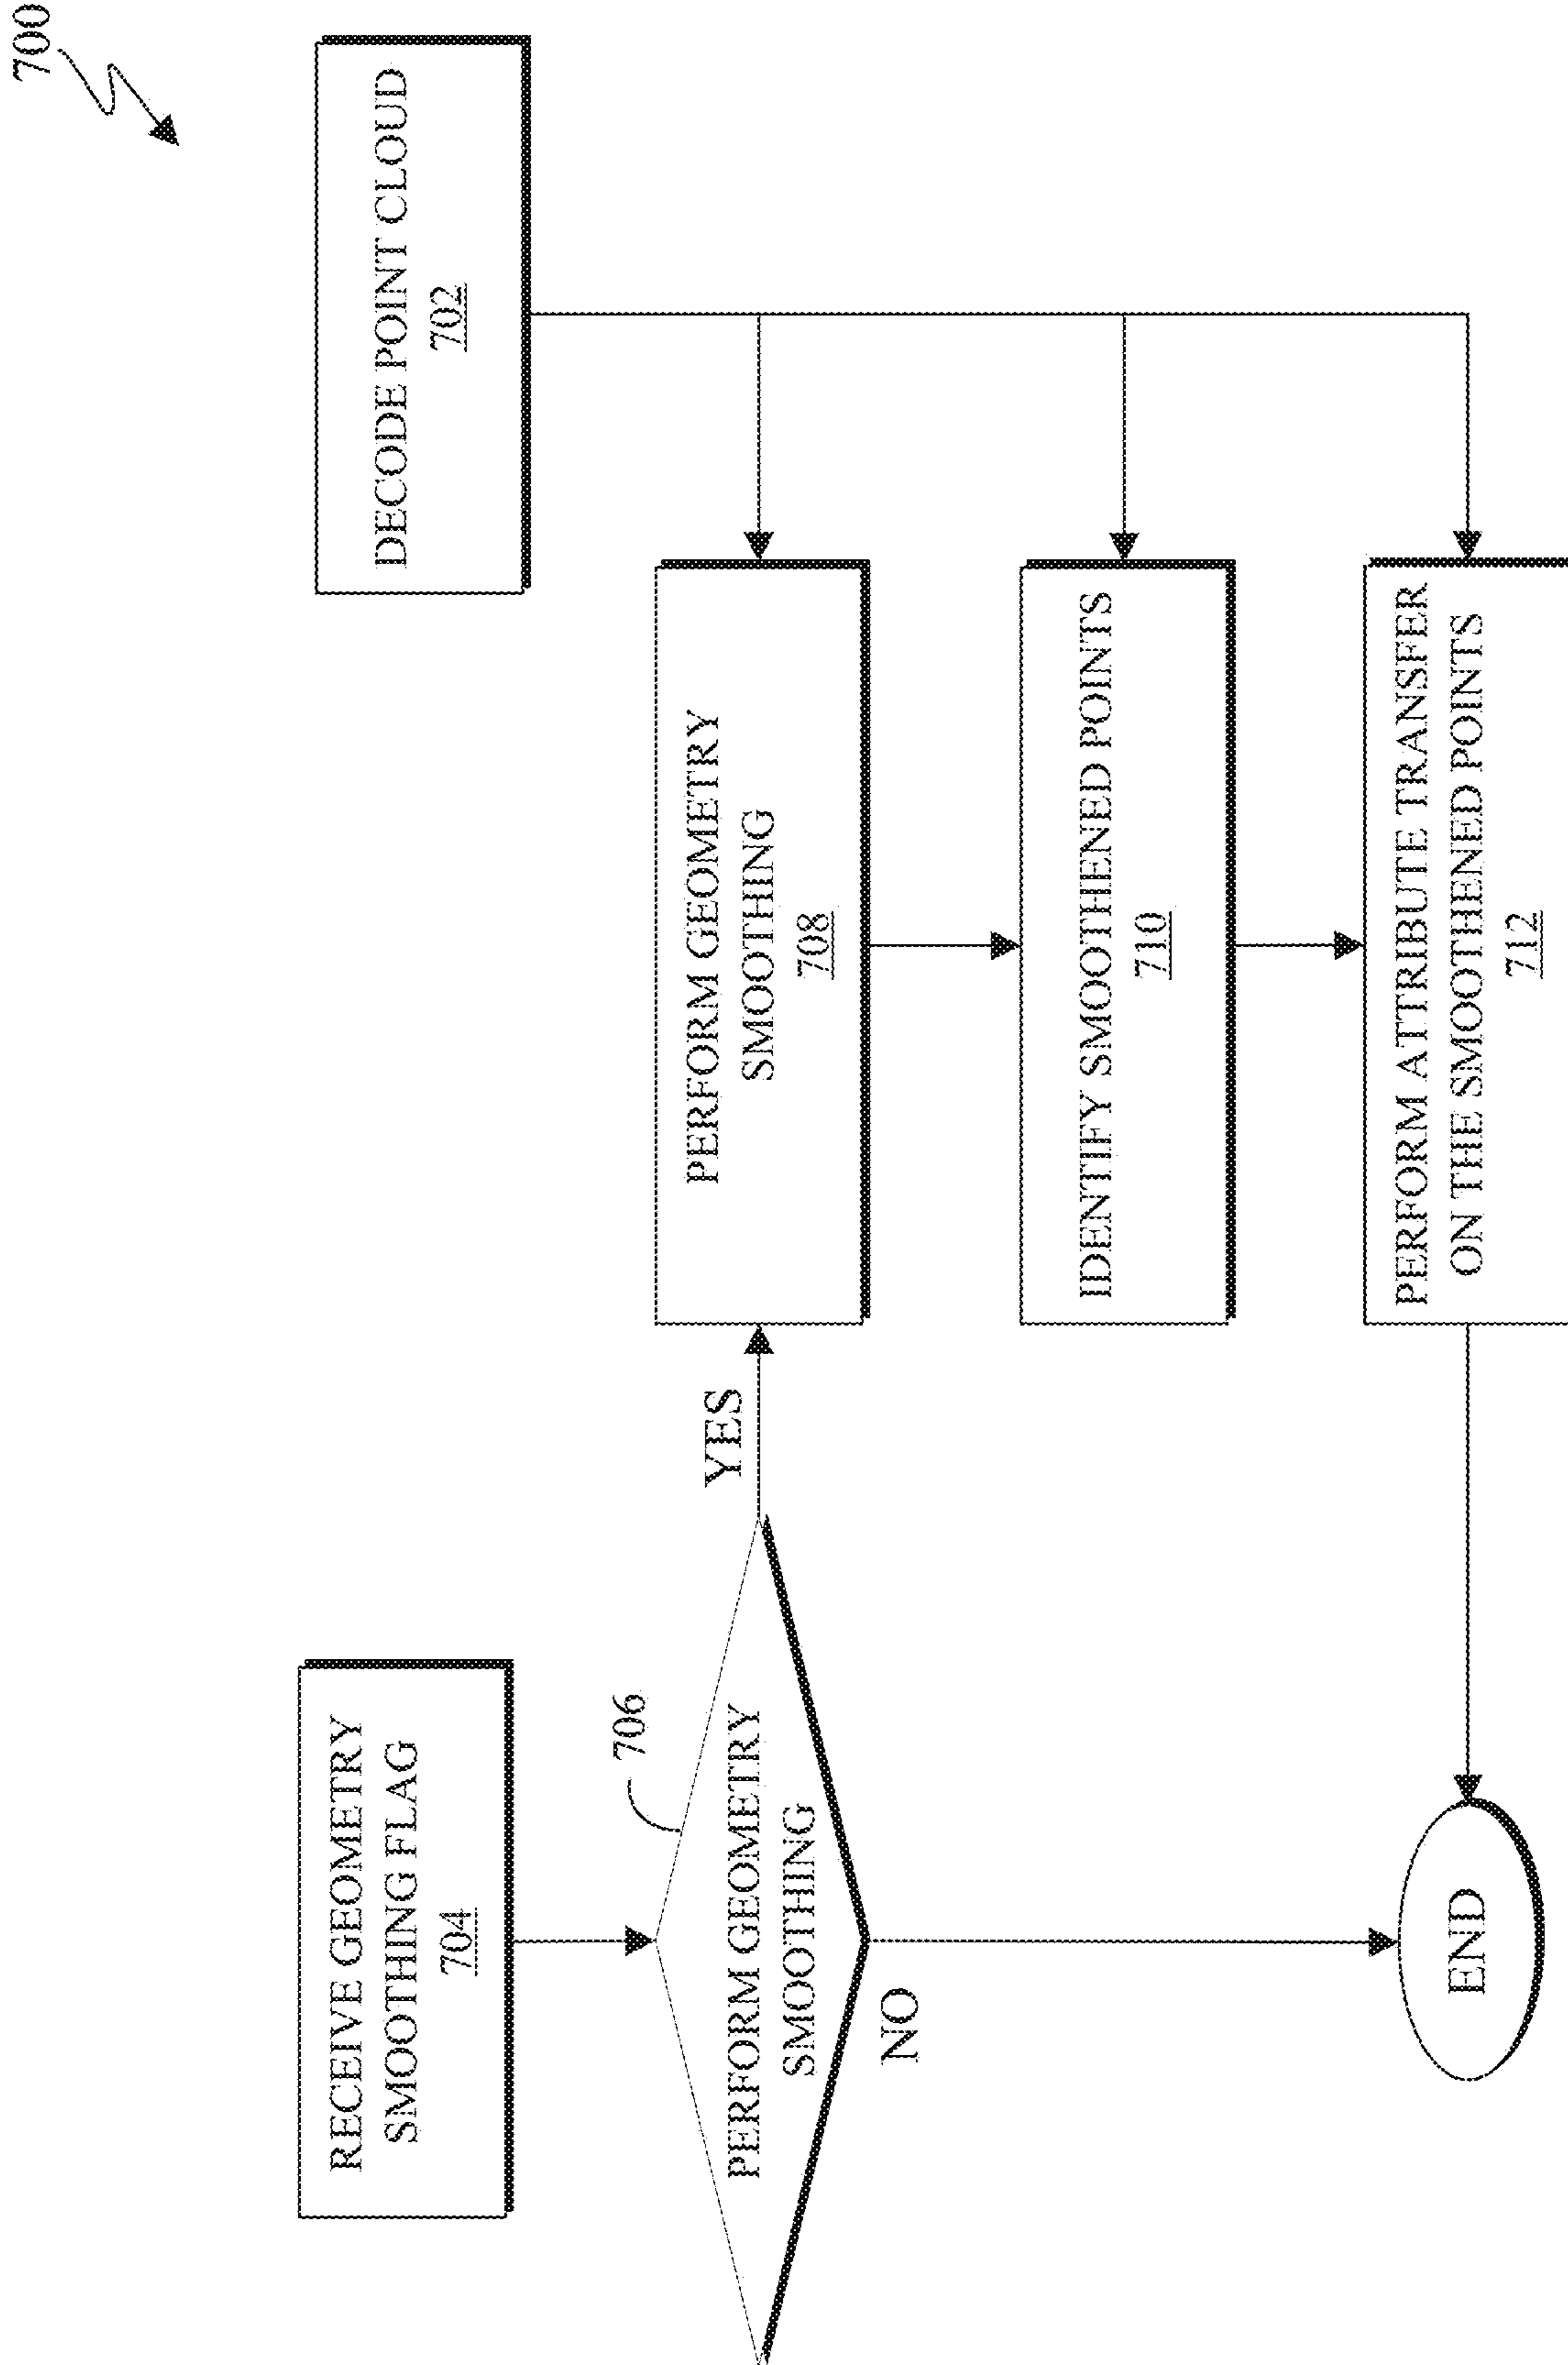 700
RECEIVE GEOMETRY
SMOOTHING FLAG
704
DECODE POINT CLOUD
702
706
PERFORM GEOMETRY
SMOOTHING
YES
NO
PERFORM GEOMETRY
SMOOTHING
708
IDENTIFY SMOOTHENED POINTS
710
PERFORM ATTRIBUTE TRANSFER
ON THE SMOOTHENED POINTS
712
END